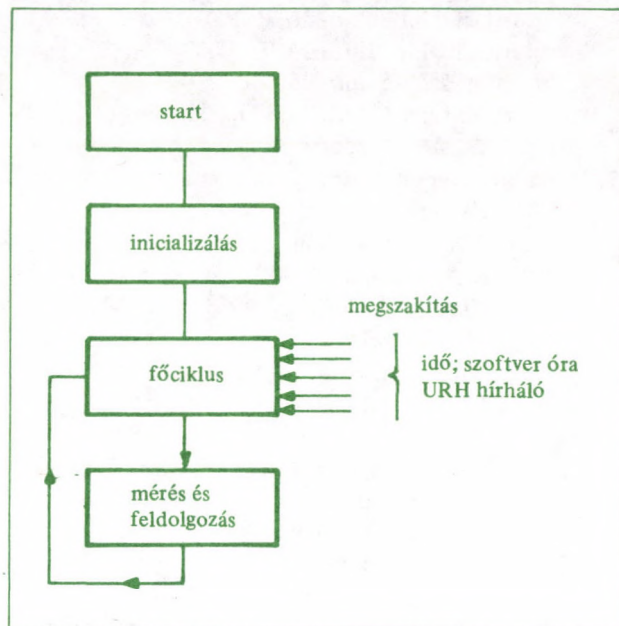 start
inicializálás
megszakítás
főciklus
idő; szoftver óra
URH hírháló
mérés és
feldolgozás